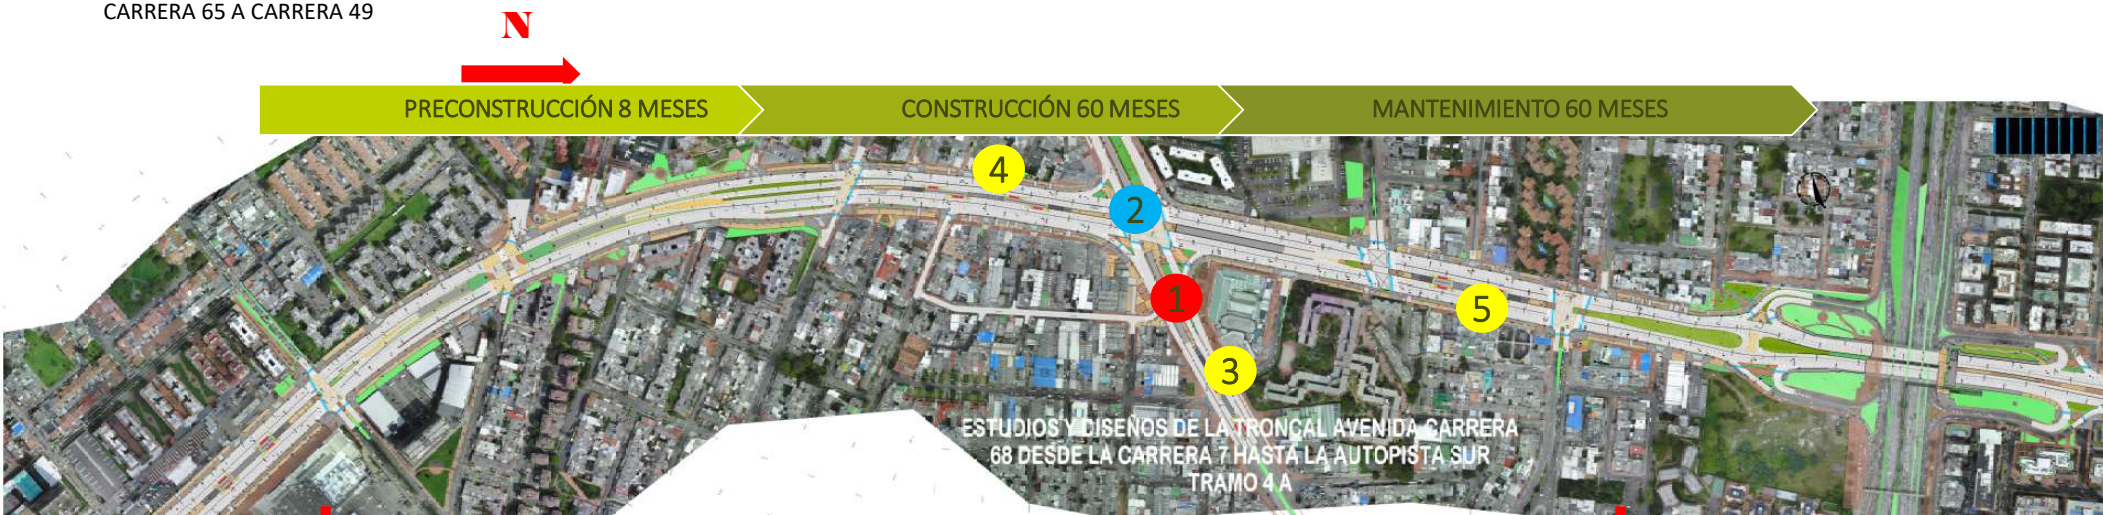 CARRERA 65 A CARRERA 49
N
PRECONSTRUCCIÓN 8 MESES
CONSTRUCCIÓN 60 MESES
MANTENIMIENTO 60 MESES
4
2
1
5
3
ESTUDIOS Y DISEÑOS DE LA TRONCAL AVENIDA CARRERA
68 DESDE LA CARRERA 7 HASTA LA AUTOPISTA SUR
TRAMO 4 A